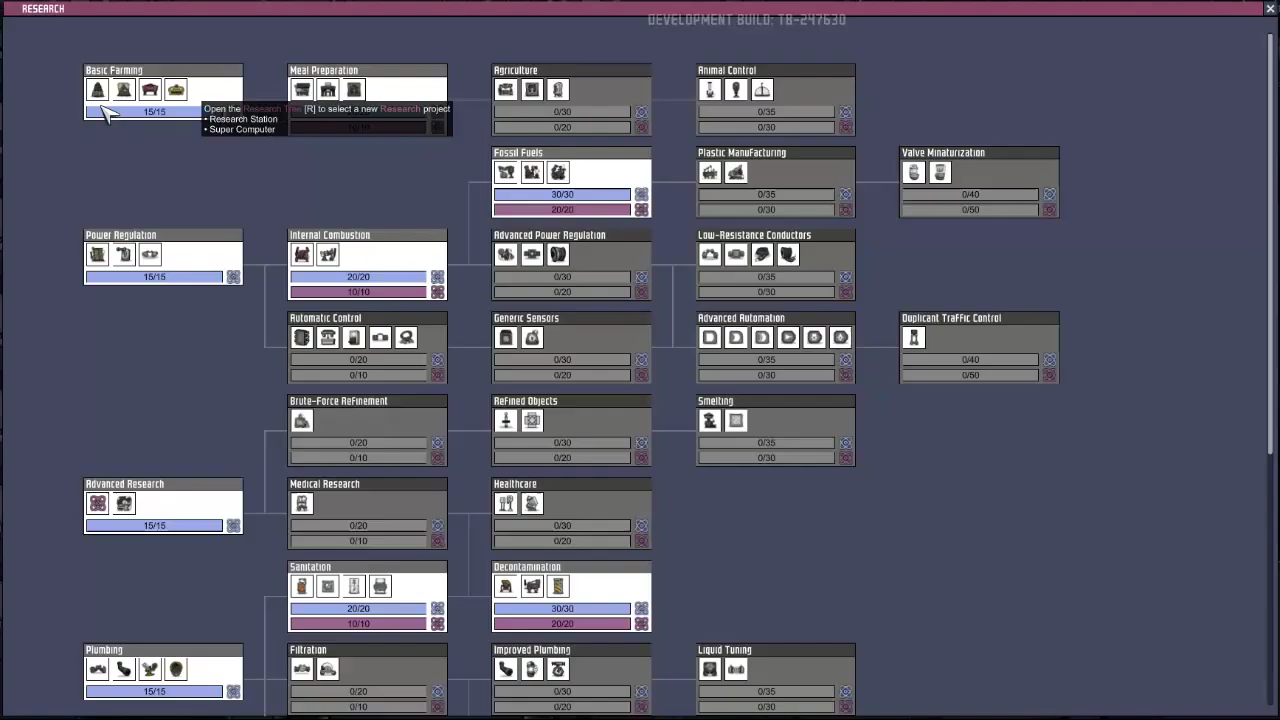 RESEARCH
DEVELOPMENT BUILD: TB-247630
Basic Farming
15/15
Meal Preparation
10/10
Open the Research Tree [R] to select a new Research project
• Research Station
• Super Computer
Agriculture
0/30
0/20
Animal Control
0/35
0/30
Fossil Fuels
30/30
20/20
Plastic Manufacturing
0/35
0/30
Valve Minaturization
0/40
0/50
Power Regulation
15/15
Internal Combustion
20/20
10/10
Advanced Power Regulation
0/30
0/20
Low-Resistance Conductors
0/35
0/30
Automatic Control
0/20
0/10
Generic Sensors
0/30
0/20
Advanced Automation
0/35
0/30
Duplicant Traffic Control
0/40
0/50
Brute-Force Refinement
0/20
0/10
Refined Objects
0/30
0/20
Smelting
0/35
0/30
Advanced Research
15/15
Medical Research
0/20
0/10
Healthcare
0/30
0/20
Sanitation
20/20
10/10
Decontamination
30/30
20/20
Plumbing
15/15
Filtration
0/20
0/10
Improved Plumbing
0/30
0/20
Liquid Tuning
0/35
0/30